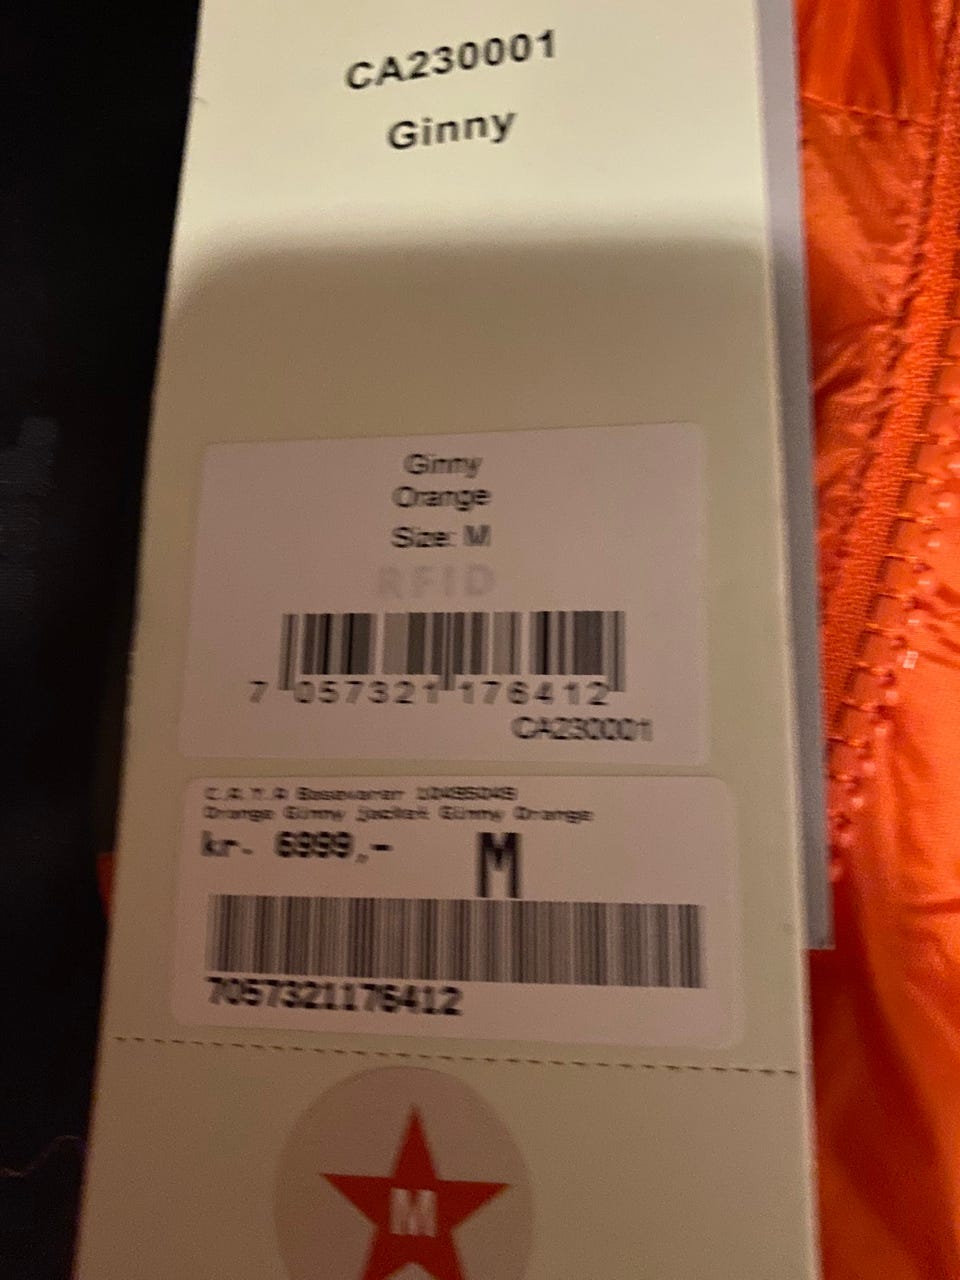 CA230001
Ginny
Ginny
Orange
Size: M
RFID
7 057321 176412
CA230001
Orange Ginny jacket Ginny Orange
kr. 6999,-
M
7057321176412
M